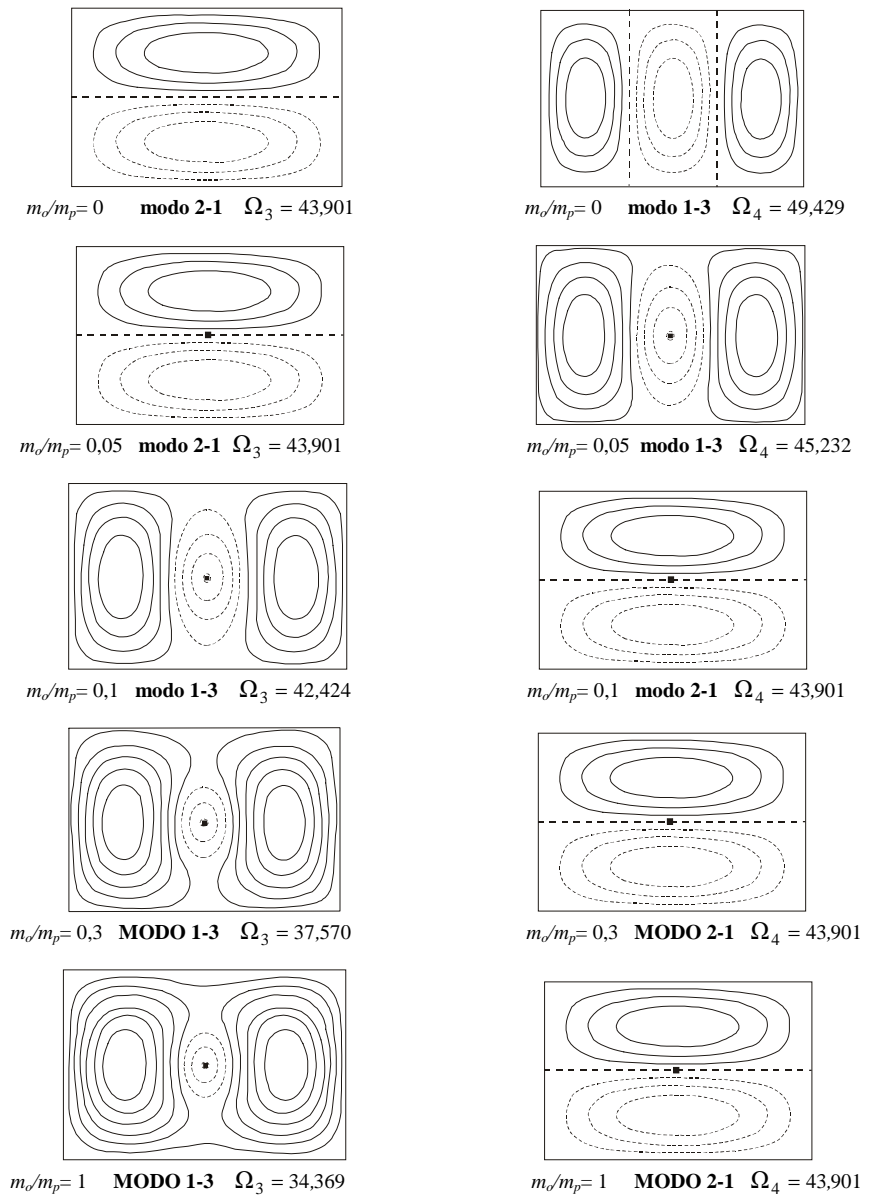 mₒ/mₚ= 0 modo 2-1 Ω₃ = 43,901
mₒ/mₚ= 0 modo 1-3 Ω₄ = 49,429
mₒ/mₚ= 0,05 modo 2-1 Ω₃ = 43,901
mₒ/mₚ= 0,05 modo 1-3 Ω₄ = 45,232
mₒ/mₚ= 0,1 modo 1-3 Ω₃ = 42,424
mₒ/mₚ= 0,1 modo 2-1 Ω₄ = 43,901
mₒ/mₚ= 0,3 MODO 1-3 Ω₃ = 37,570
mₒ/mₚ= 0,3 MODO 2-1 Ω₄ = 43,901
mₒ/mₚ= 1 MODO 1-3 Ω₃ = 34,369
mₒ/mₚ= 1 MODO 2-1 Ω₄ = 43,901